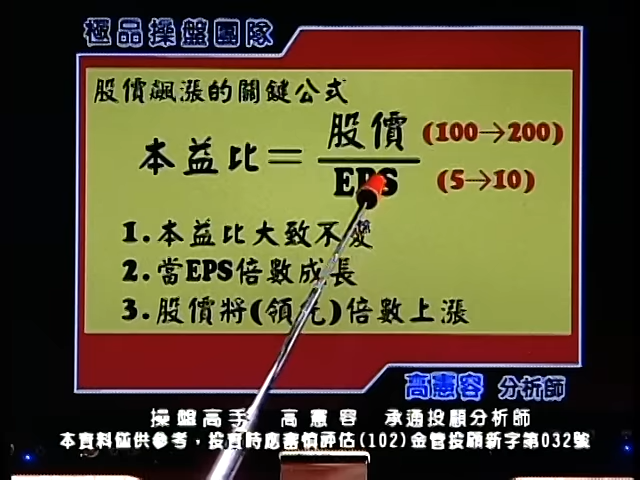 極品操盤團隊
股價飆漲的關鍵公式
本益比＝股價/EPS
(100→200)
(5→10)
1.本益比大致不變
2.當EPS倍數成長
3.股價將(領先)倍數上漲
高憲容 分析師
操盤高手 高憲容 承通投顧分析師
本資料僅供參考，投資時應審慎評估(102)金管投顧新字第032號